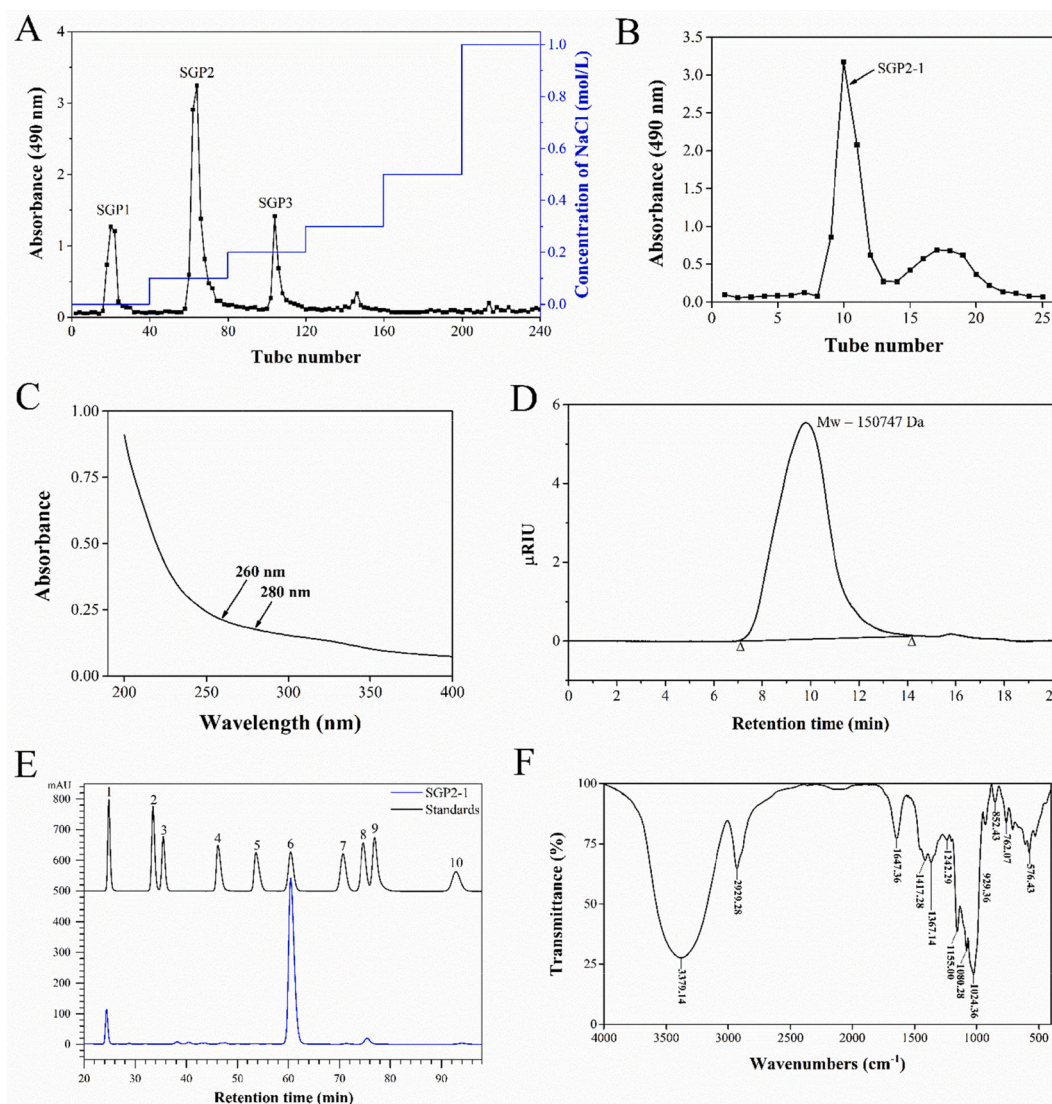 A
Absorbance (490 nm)
4
3
2
1
0
SGP1
SGP2
SGP3
0 40 80 120 160 200 240
Tube number
1.0
0.8
0.6
0.4
0.2
0.0
Concentration of NaCl (mol/L)
B
Absorbance (490 nm)
3.5
3.0
2.5
2.0
1.5
1.0
0.5
0.0
SGP2-1
0 5 10 15 20 25
Tube number
C
Absorbance
1.00
0.75
0.50
0.25
0.00
260 nm
280 nm
200 250 300 350 400
Wavelength (nm)
D
μRIU
6
4
2
0
Mw – 150747 Da
Δ Δ
0 2 4 6 8 10 12 14 16 18 20
Retention time (min)
E
mAU
800
700
600
500
400
300
200
100
0
1 2 3 4 5 6 7 8 9 10
SGP2-1
Standards
20 30 40 50 60 70 80 90
Retention time (min)
F
Transmittance (%)
100
75
50
25
0
3379.14
2929.28
1647.36
1417.28
1367.14
1242.29
1155.00
1080.28
1024.36
929.36
852.43
762.07
576.43
4000 3500 3000 2500 2000 1500 1000 500
Wavenumbers (cm⁻¹)